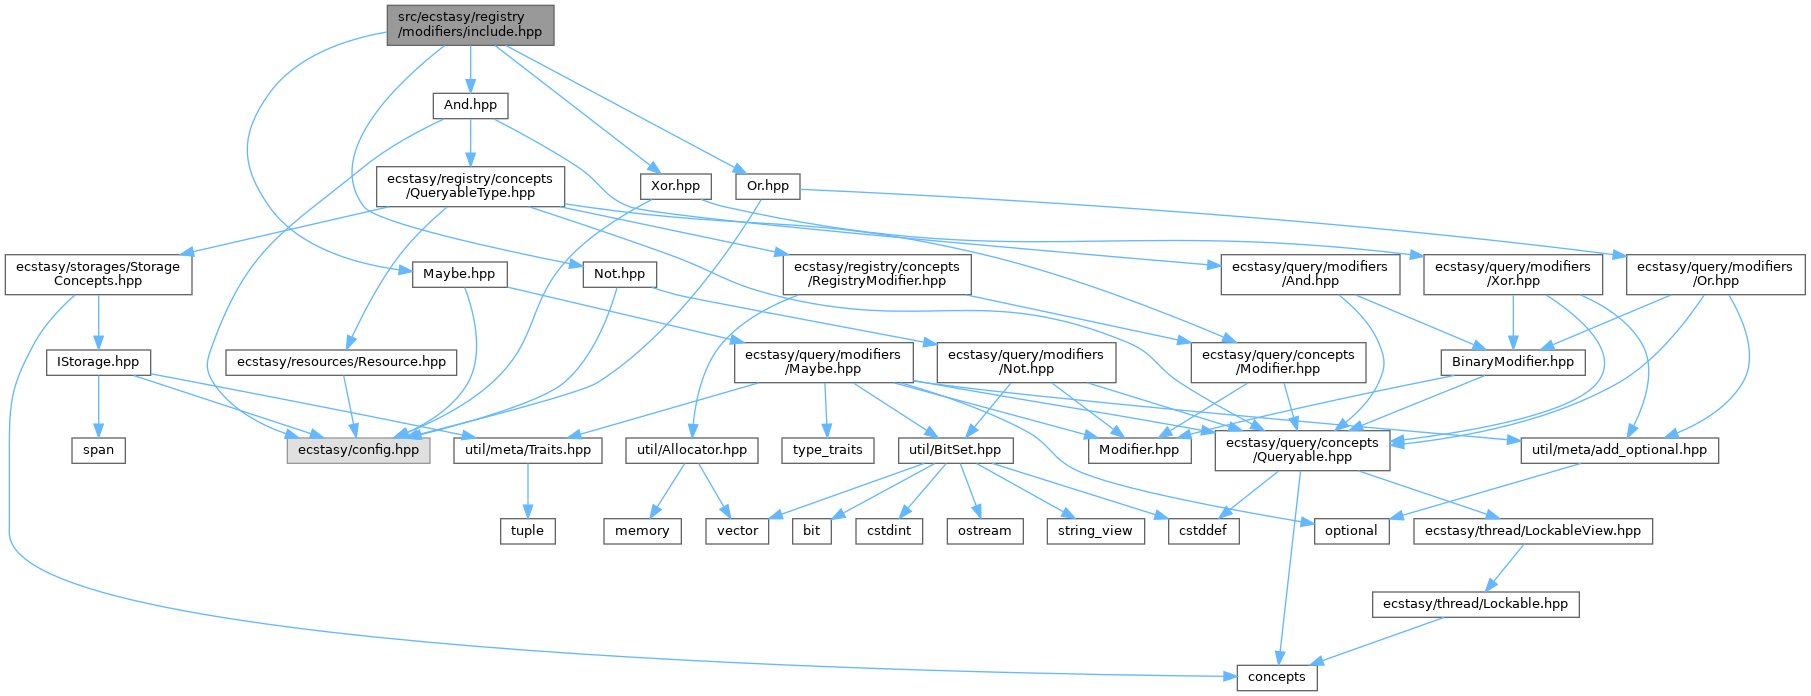 src/ecstasy/registry
/modifiers/include.hpp
And.hpp
ecstasy/registry/concepts
/QueryableType.hpp
Xor.hpp
Or.hpp
ecstasy/storages/Storage
Concepts.hpp
Maybe.hpp
Not.hpp
ecstasy/registry/concepts
/RegistryModifier.hpp
ecstasy/query/modifiers
/And.hpp
ecstasy/query/modifiers
/Xor.hpp
ecstasy/query/modifiers
/Or.hpp
IStorage.hpp
ecstasy/resources/Resource.hpp
ecstasy/query/modifiers
/Maybe.hpp
ecstasy/query/modifiers
/Not.hpp
ecstasy/query/concepts
/Modifier.hpp
BinaryModifier.hpp
span
ecstasy/config.hpp
util/meta/Traits.hpp
util/Allocator.hpp
type_traits
util/BitSet.hpp
Modifier.hpp
ecstasy/query/concepts
/Queryable.hpp
util/meta/add_optional.hpp
tuple
memory
vector
bit
cstdint
ostream
string_view
cstddef
optional
ecstasy/thread/LockableView.hpp
ecstasy/thread/Lockable.hpp
concepts